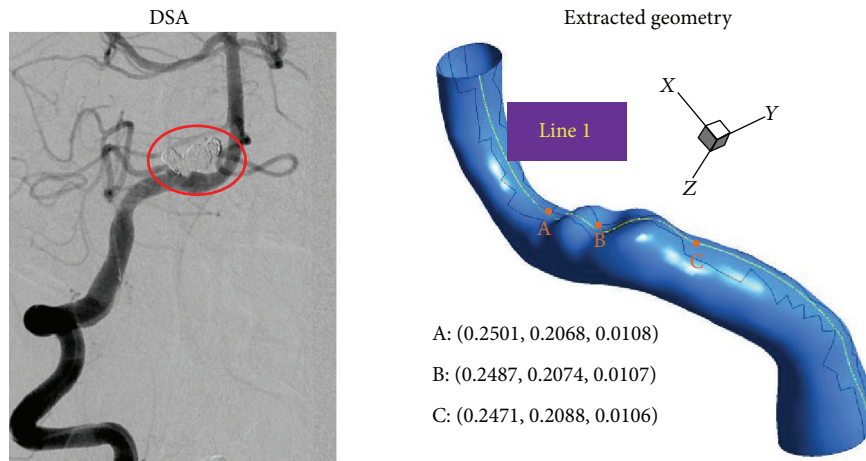 DSA
Extracted geometry
X
Y
Z
Line 1
A
B
C
A: (0.2501, 0.2068, 0.0108)
B: (0.2487, 0.2074, 0.0107)
C: (0.2471, 0.2088, 0.0106)